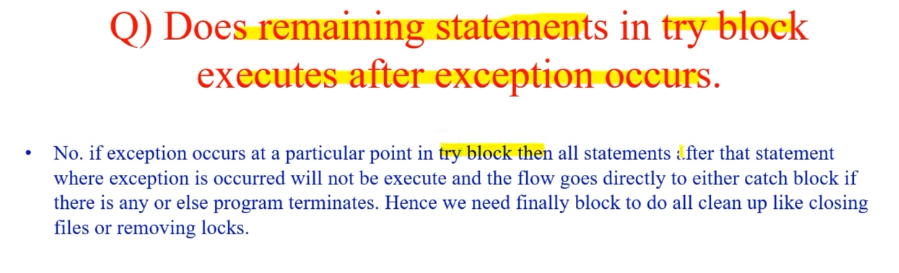 Q) Does remaining statements in try block
executes after exception occurs.
• No. if exception occurs at a particular point in try block then all statements after that statement
where exception is occurred will not be execute and the flow goes directly to either catch block if
there is any or else program terminates. Hence we need finally block to do all clean up like closing
files or removing locks.